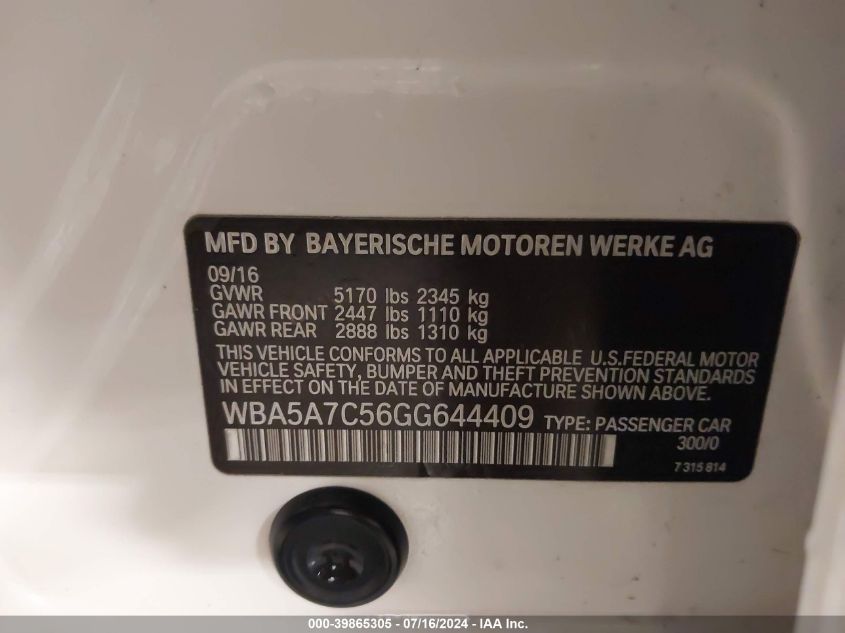 MFD BY BAYERISCHE MOTOREN WERKE AG
09/16
GVWR 5170 lbs 2345 kg
GAWR FRONT 2447 lbs 1110 kg
GAWR REAR 2888 lbs 1310 kg
THIS VEHICLE CONFORMS TO ALL APPLICABLE U.S.FEDERAL MOTOR
VEHICLE SAFETY, BUMPER AND THEFT PREVENTION STANDARDS
IN EFFECT ON THE DATE OF MANUFACTURE SHOWN ABOVE.
WBA5A7C56GG644409 TYPE: PASSENGER CAR
300/0
7 315 814
000-39865305 - 07/16/2024 - IAA Inc.